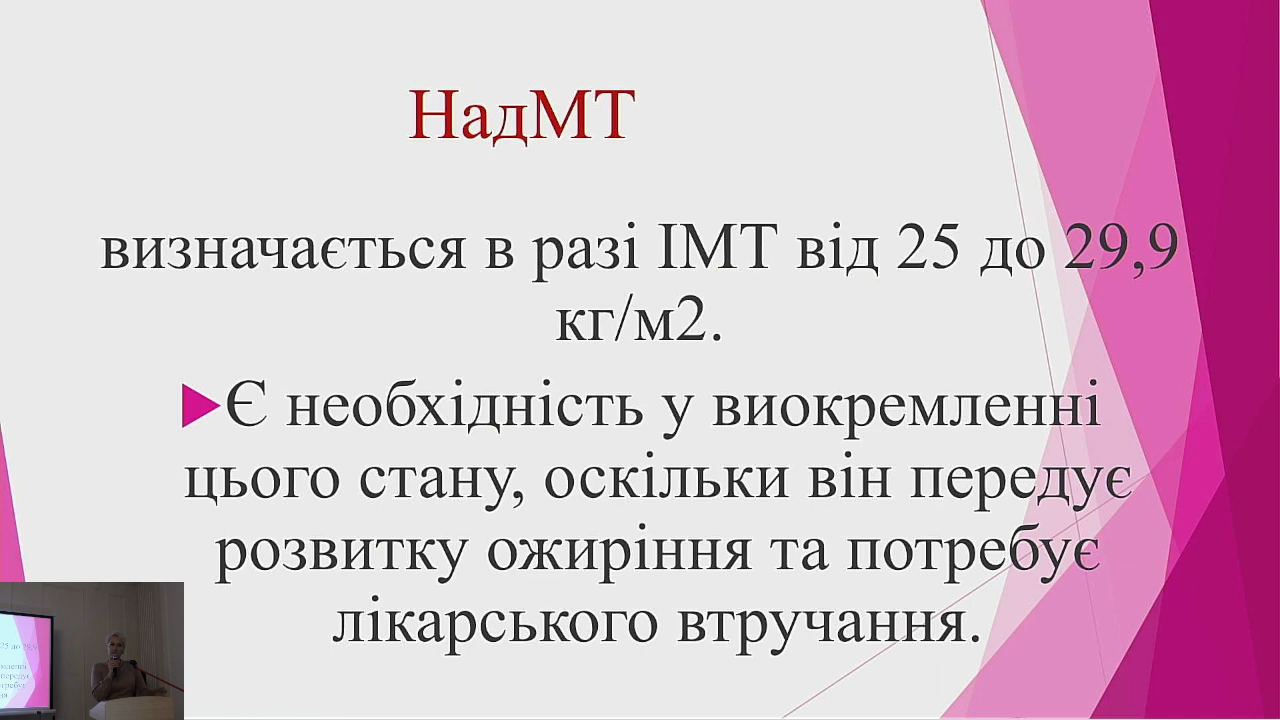 НадМТ
визначається в разі ІМТ від 25 до 29,9
кг/м2.
Є необхідність у виокремленні
цього стану, оскільки він передує
розвитку ожиріння та потребує
лікарського втручання.